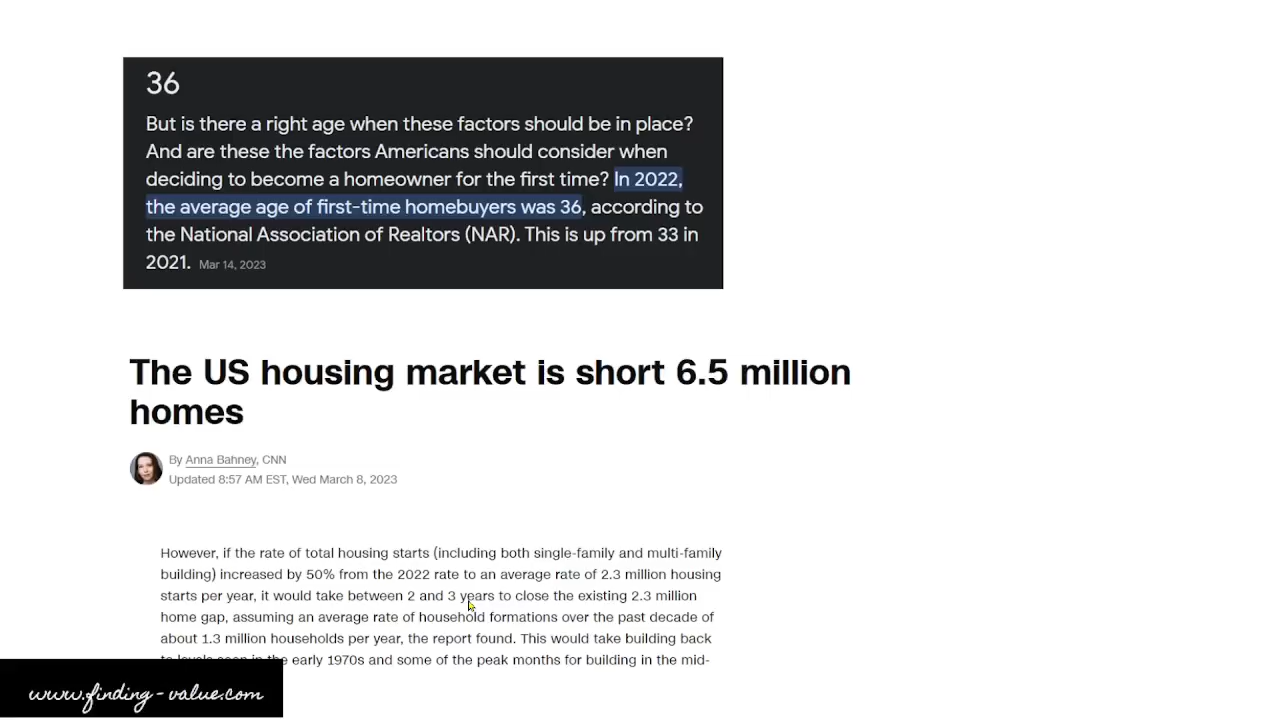 36
But is there a right age when these factors should be in place?
And are these the factors Americans should consider when
deciding to become a homeowner for the first time? In 2022,
the average age of first-time homebuyers was 36, according to
the National Association of Realtors (NAR). This is up from 33 in
2021. Mar 14, 2023
The US housing market is short 6.5 million
homes
By Anna Bahney, CNN
Updated 8:57 AM EST, Wed March 8, 2023
However, if the rate of total housing starts (including both single-family and multi-family
building) increased by 50% from the 2022 rate to an average rate of 2.3 million housing
starts per year, it would take between 2 and 3 years to close the existing 2.3 million
home gap, assuming an average rate of household formations over the past decade of
about 1.3 million households per year, the report found. This would take building back
to levels seen in the early 1970s and some of the peak months for building in the mid-
www.finding-value.com